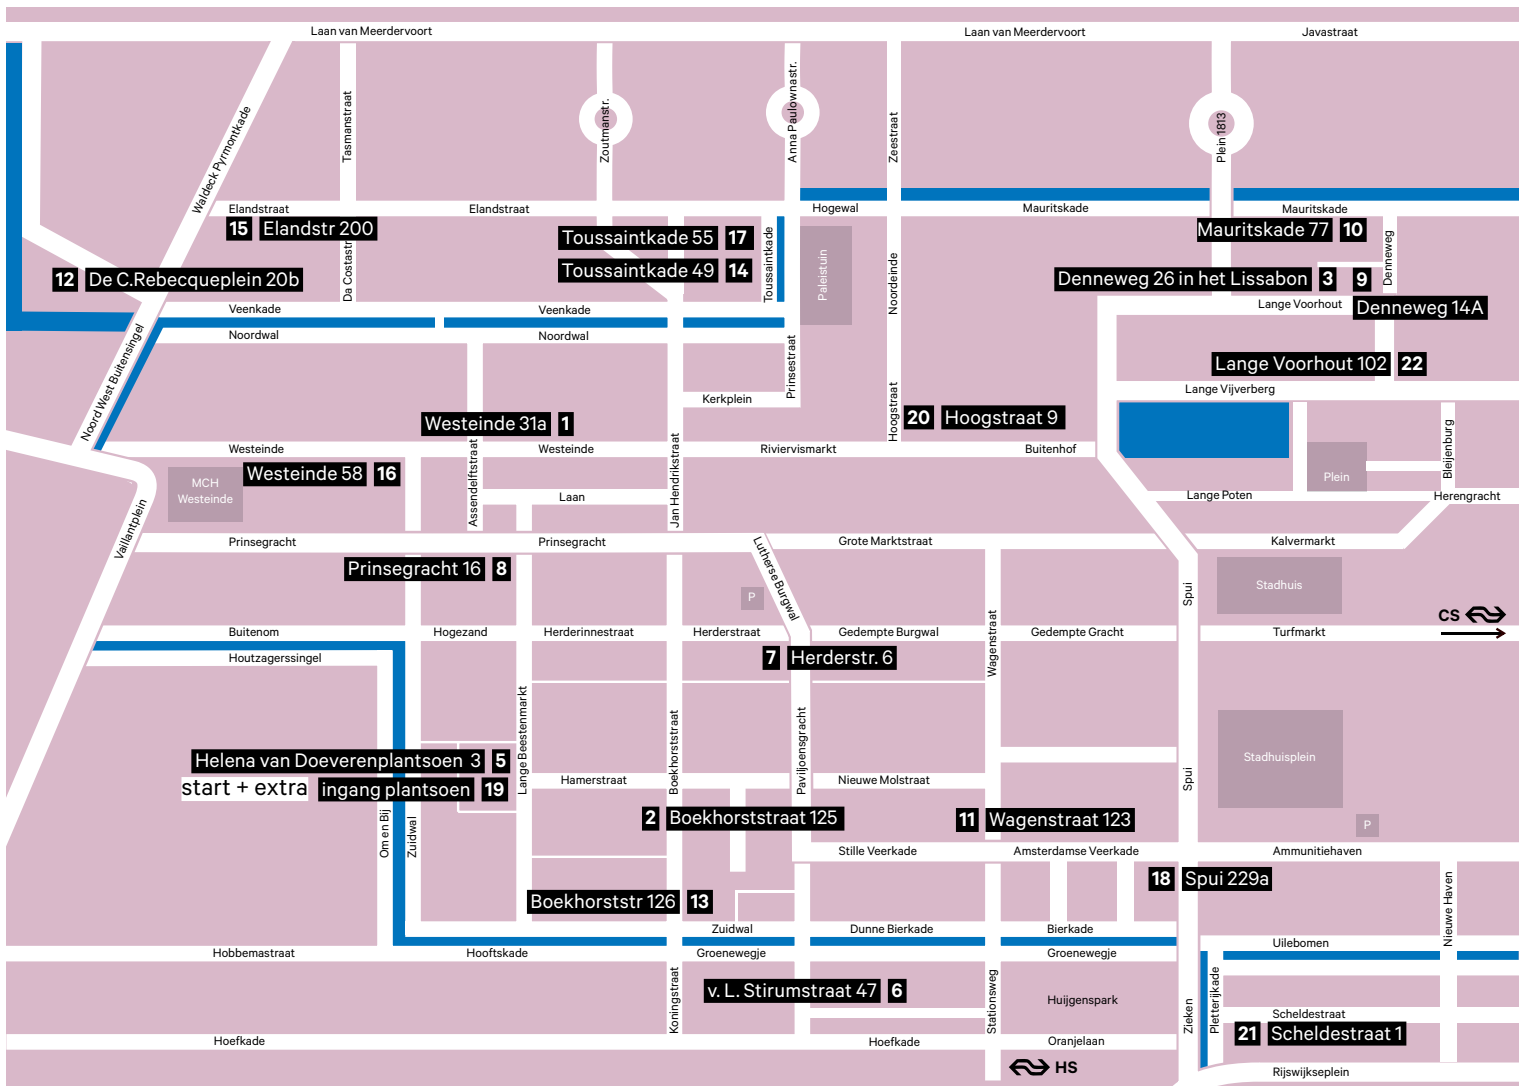 Laan van Meerdervoort
Laan van Meerdervoort
Javastraat
Waldeck Pyrmontkade
Tasmanstraat
Zoutmanstr.
Anna Paulownastr.
Zeestraat
Plein 1813
Elandstraat
Elandstraat
Hogewal
Mauritskade
Mauritskade
15 Elandstr 200
Toussaintkade 55 17
Mauritskade 77 10
12 De C.Rebecqueplein 20b
Da Costastr
Toussaintkade 49 14
Toussaintkade
Paleistuin
Noordeinde
Denneweg 26 in het Lissabon 3 9
Denneweg
Veenkade
Veenkade
Lange Voorhout
Denneweg 14A
Noordwal
Noordwal
Noord West Buitensingel
Prinsestraat
Lange Voorhout 102 22
Kerkplein
Lange Vijverberg
Westeinde 31a 1
Hoogstraat
20 Hoogstraat 9
Westeinde
Westeinde
Riviervismarkt
Buitenhof
Bleijenburg
MCH
Westeinde
Westeinde 58 16
Assendelftstraat
Jan Hendrikstraat
Plein
Laan
Lange Poten
Herengracht
Vaillantplein
Prinsegracht
Prinsegracht
Grote Marktstraat
Kalvermarkt
Prinsegracht 16 8
Lutherse Burgwal
P
Spui
Stadhuis
CS
Buitenom
Hogezand
Herderinnestraat
Herderstraat
Gedempte Burgwal
Wagenstraat
Gedempte Gracht
Turfmarkt
Houtzagerssingel
7 Herderstr. 6
Lange Beestenmarkt
Boekhorststraat
Paviljoensgracht
Helena van Doeverenplantsoen 3 5
Stadhuisplein
start + extra ingang plantsoen 19
Hamerstraat
Nieuwe Molstraat
Spui
Om en Bij
Zuidwal
2 Boekhorststraat 125
11 Wagenstraat 123
P
Stille Veerkade
Amsterdamse Veerkade
Ammunitiehaven
18 Spui 229a
Boekhorststr 126 13
Nieuwe Haven
Zuidwal
Dunne Bierkade
Bierkade
Uilebomen
Hobbemastraat
Hooftskade
Groenewegje
Groenewegje
v. L. Stirumstraat 47 6
Koningstraat
Stationsweg
Huijgenspark
Zieken
Pletterijkade
Scheldestraat
21 Scheldestraat 1
Hoefkade
Hoefkade
Oranjelaan
HS
Rijswijkseplein